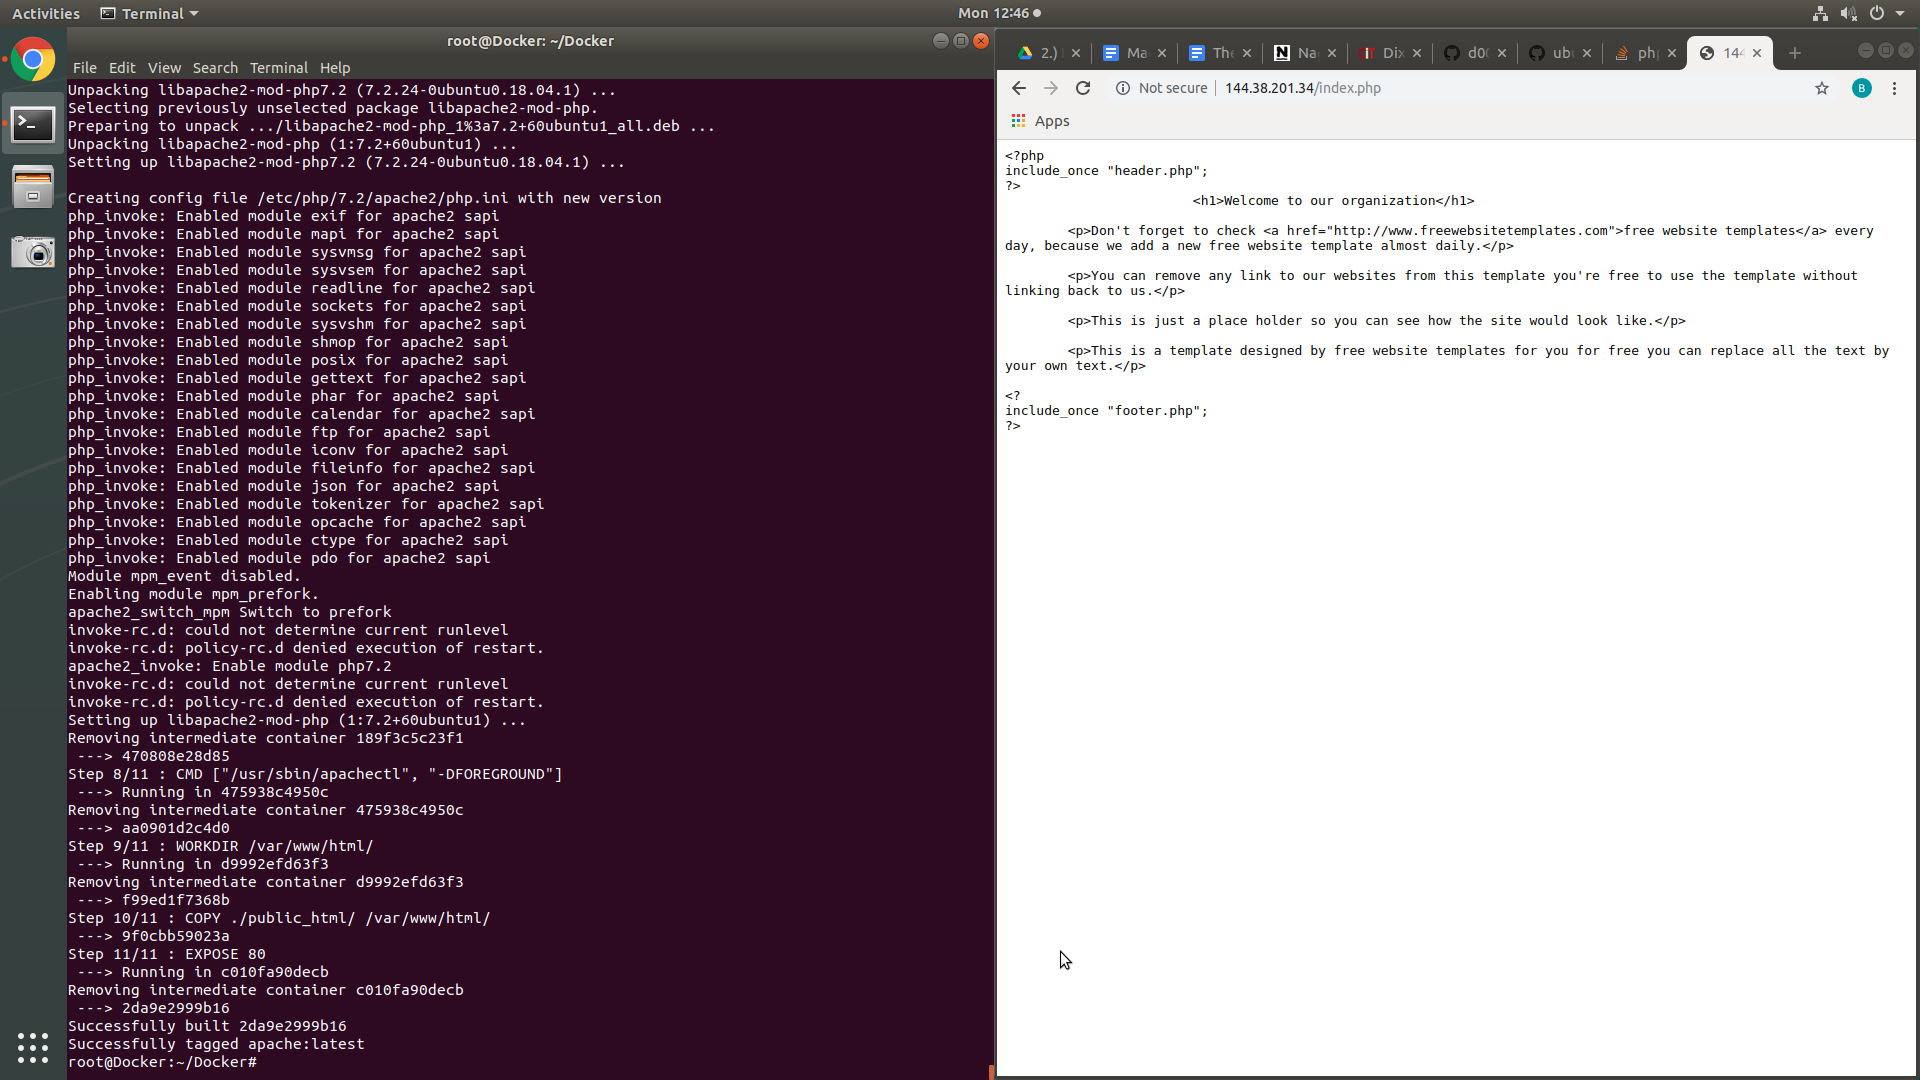 Activities
Terminal
Mon 12:46
root@Docker: ~/Docker
File Edit View Search Terminal Help
Unpacking libapache2-mod-php7.2 (7.2.24-0ubuntu0.18.04.1) ...
Selecting previously unselected package libapache2-mod-php.
Preparing to unpack .../libapache2-mod-php_1%3a7.2+60ubuntu1_all.deb ...
Unpacking libapache2-mod-php (1:7.2+60ubuntu1) ...
Setting up libapache2-mod-php7.2 (7.2.24-0ubuntu0.18.04.1) ...
Creating config file /etc/php/7.2/apache2/php.ini with new version
php_invoke: Enabled module exif for apache2 sapi
php_invoke: Enabled module mapi for apache2 sapi
php_invoke: Enabled module sysvmsg for apache2 sapi
php_invoke: Enabled module sysvsem for apache2 sapi
php_invoke: Enabled module readline for apache2 sapi
php_invoke: Enabled module sockets for apache2 sapi
php_invoke: Enabled module sysvshm for apache2 sapi
php_invoke: Enabled module shmop for apache2 sapi
php_invoke: Enabled module posix for apache2 sapi
php_invoke: Enabled module gettext for apache2 sapi
php_invoke: Enabled module phar for apache2 sapi
php_invoke: Enabled module calendar for apache2 sapi
php_invoke: Enabled module ftp for apache2 sapi
php_invoke: Enabled module iconv for apache2 sapi
php_invoke: Enabled module fileinfo for apache2 sapi
php_invoke: Enabled module json for apache2 sapi
php_invoke: Enabled module tokenizer for apache2 sapi
php_invoke: Enabled module opcache for apache2 sapi
php_invoke: Enabled module ctype for apache2 sapi
php_invoke: Enabled module pdo for apache2 sapi
Module mpm_event disabled.
Enabling module mpm_prefork.
apache2_switch_mpm Switch to prefork
invoke-rc.d: could not determine current runlevel
invoke-rc.d: policy-rc.d denied execution of restart.
apache2_invoke: Enable module php7.2
invoke-rc.d: could not determine current runlevel
invoke-rc.d: policy-rc.d denied execution of restart.
Setting up libapache2-mod-php (1:7.2+60ubuntu1) ...
Removing intermediate container 189f3c5c23f1
 ---> 470808e28d85
Step 8/11 : CMD ["/usr/sbin/apachectl", "-DFOREGROUND"]
 ---> Running in 475938c4950c
Removing intermediate container 475938c4950c
 ---> aa0901d2c4d0
Step 9/11 : WORKDIR /var/www/html/
 ---> Running in d9992efd63f3
Removing intermediate container d9992efd63f3
 ---> f99ed1f7368b
Step 10/11 : COPY ./public_html/ /var/www/html/
 ---> 9f0cbb59023a
Step 11/11 : EXPOSE 80
 ---> Running in c010fa90decb
Removing intermediate container c010fa90decb
 ---> 2da9e2999b16
Successfully built 2da9e2999b16
Successfully tagged apache:latest
root@Docker:~/Docker#
2.) Ma The Na Dix d00 ubu php 144
Not secure | 144.38.201.34/index.php
B
Apps
<?php
include_once "header.php";
?>
<h1>Welcome to our organization</h1>
<p>Don't forget to check <a href="http://www.freewebsitetemplates.com">free website templates</a> every
day, because we add a new free website template almost daily.</p>
<p>You can remove any link to our websites from this template you're free to use the template without
linking back to us.</p>
<p>This is just a place holder so you can see how the site would look like.</p>
<p>This is a template designed by free website templates for you for free you can replace all the text by
your own text.</p>
<?
include_once "footer.php";
?>